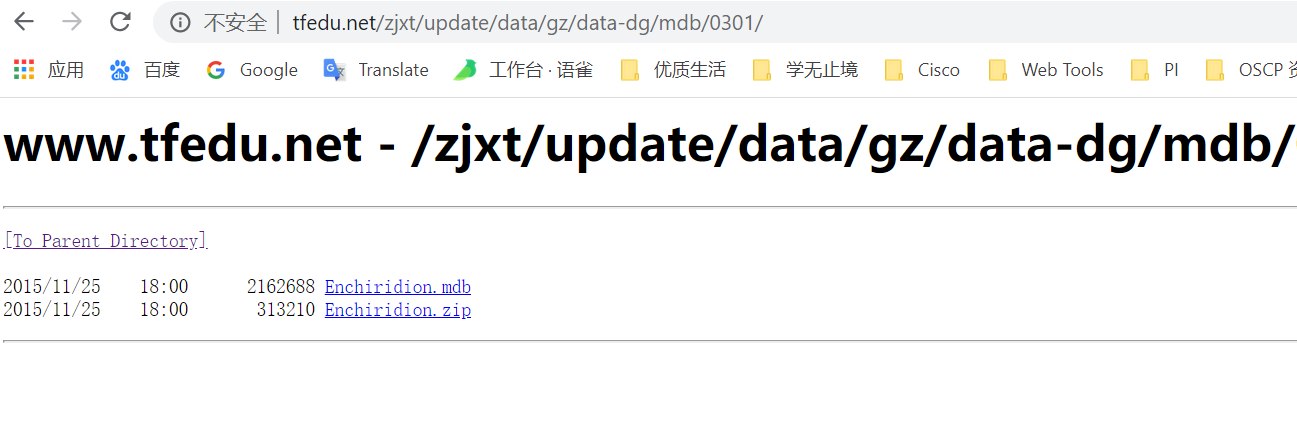 不安全 | tfedu.net/zjxt/update/data/gz/data-dg/mdb/0301/
应用 百度 Google Translate 工作台 · 语雀 优质生活 学无止境 Cisco Web Tools PI OSCP 资
www.tfedu.net - /zjxt/update/data/gz/data-dg/mdb/
[To Parent Directory]
2015/11/25 18:00 2162688 Enchiridion.mdb
2015/11/25 18:00 313210 Enchiridion.zip